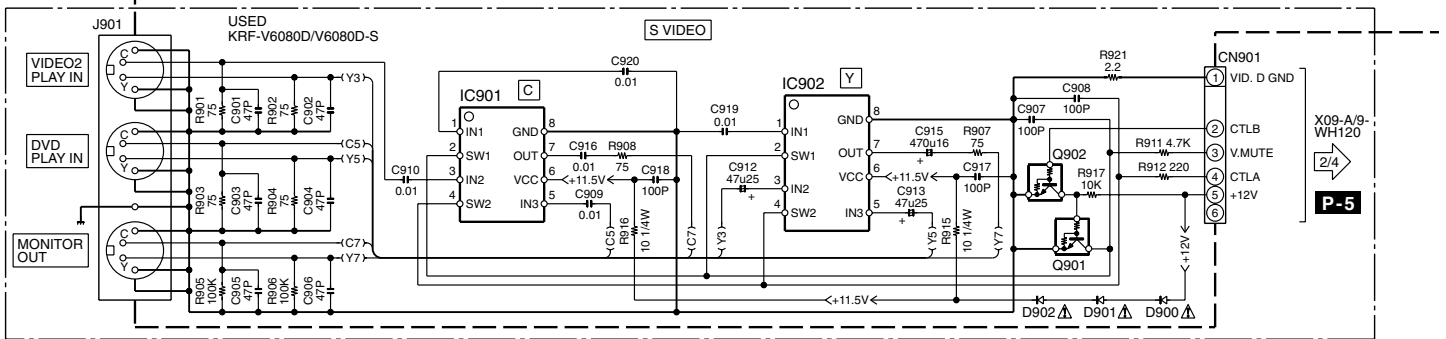 J901
USED
KRF-V6080D/V6080D-S
S VIDEO
VIDEO2
PLAY IN
C
Y
(Y3)
R901
75
C901
47P
R902
75
C902
47P
DVD
PLAY IN
C
Y
(C5)
(Y5)
R903
75
C903
47P
R904
75
C904
47P
MONITOR
OUT
C
Y
(C7)
(Y7)
R905
100K
C905
47P
R906
100K
C906
47P
C910
0.01
C920
0.01
IC901
C
1
IN1
2
SW1
3
IN2
4
SW2
GND
8
OUT
7
VCC
6
IN3
5
C916
0.01
R908
75
+11.5V
C918
100P
C909
0.01
C5
R916
10 1/4W
C7
Y3
C919
0.01
C912
47u25
+
IC902
Y
1
IN1
2
SW1
3
IN2
4
SW2
GND
8
OUT
7
VCC
6
IN3
5
C915
470u16
+
R907
75
+11.5V
C917
100P
C913
47u25
+
Y5
R915
10 1/4W
Y7
+11.5V
C907
100P
C908
100P
R921
2.2
Q902
Q901
R917
10K
R911 4.7K
R912 220
+12V
D902
D901
D900
CN901
1
VID. D GND
2
CTLB
3
V.MUTE
4
CTLA
5
+12V
6
X09-A/9-
WH120
2/4
P-5